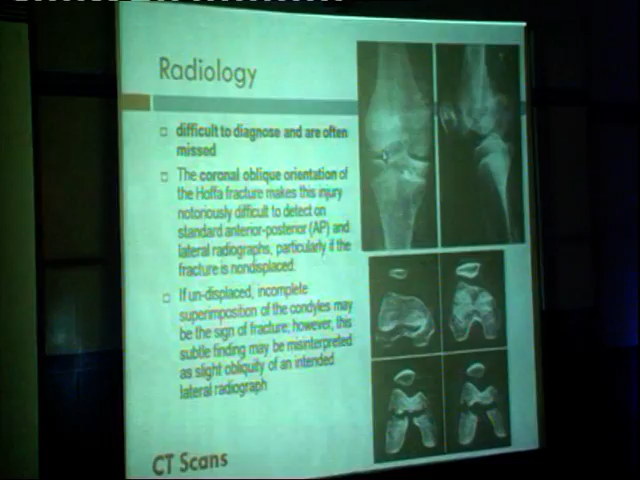 Radiology
difficult to diagnose and are often
missed
The coronal oblique orientation of
the Hoffa fracture makes this injury
notoriously difficult to detect on
standard anterior-posterior (AP) and
lateral radiographs, particularly if the
fracture is nondisplaced.
If un-displaced, incomplete
superimposition of the condyles may
be the sign of fracture; however, this
subtle finding may be misinterpreted
as slight obliquity of an intended
lateral radiograph
CT Scans